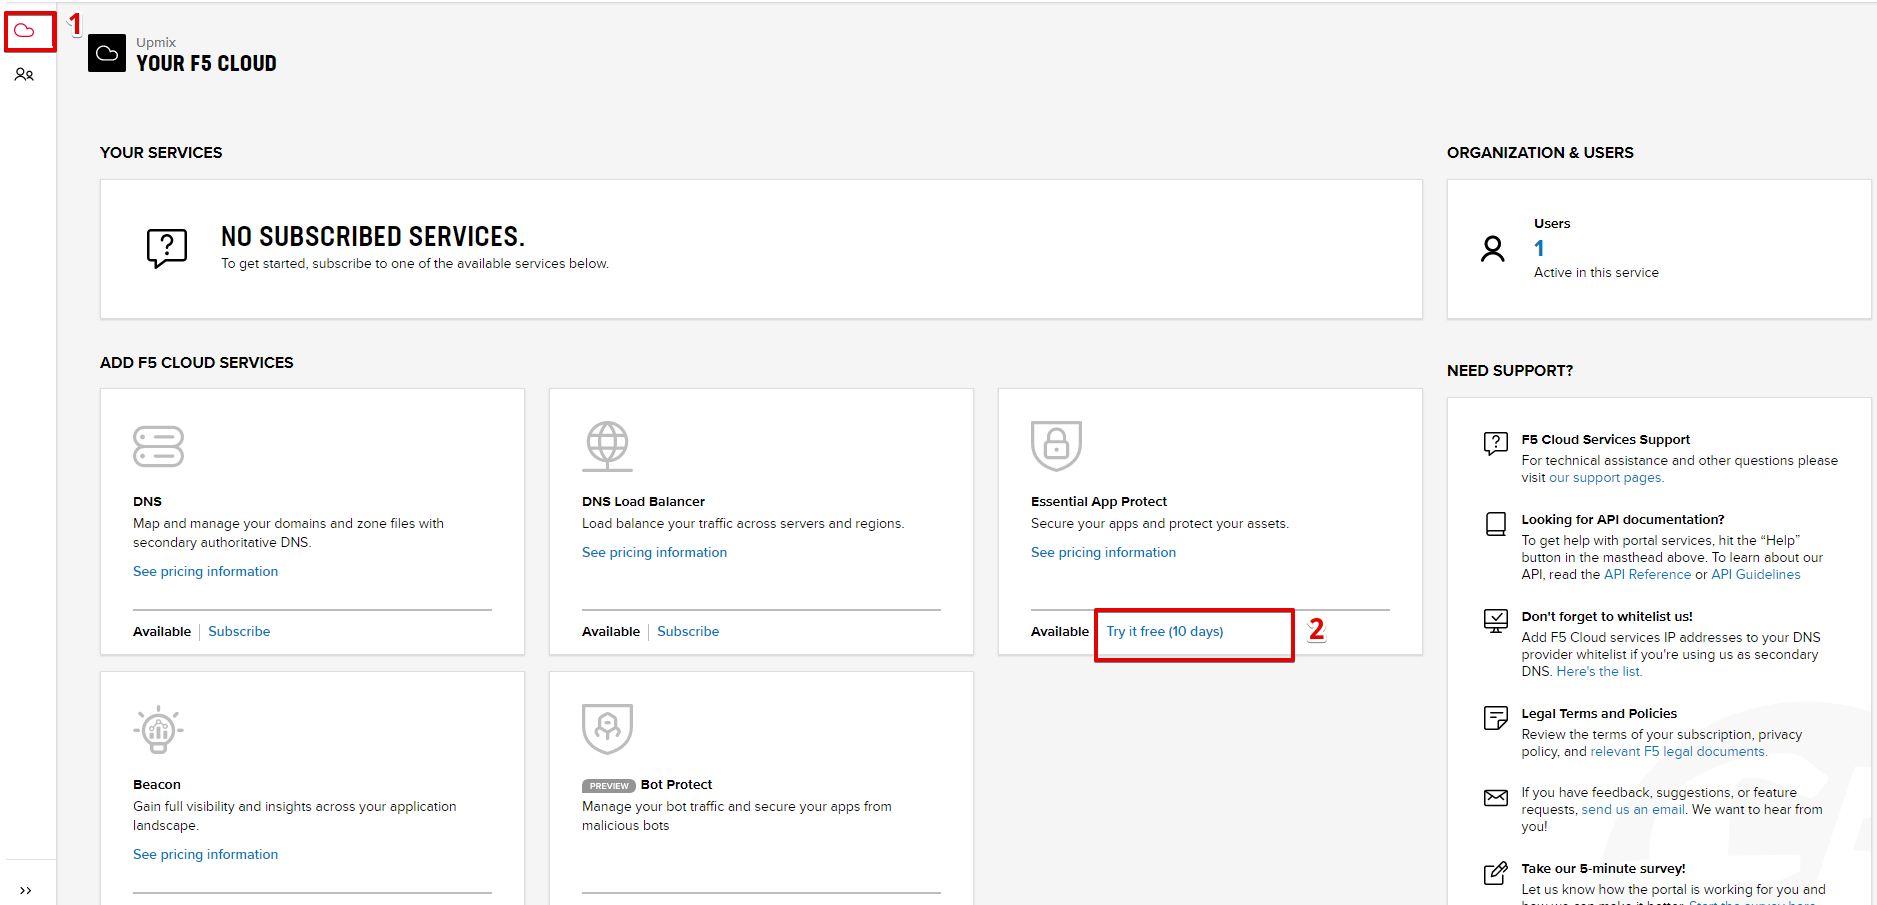 1
Upmix
YOUR F5 CLOUD
YOUR SERVICES
NO SUBSCRIBED SERVICES.
To get started, subscribe to one of the available services below.
ORGANIZATION & USERS
Users
1
Active in this service
ADD F5 CLOUD SERVICES
DNS
Map and manage your domains and zone files with
secondary authoritative DNS.
See pricing information
Available
Subscribe
DNS Load Balancer
Load balance your traffic across servers and regions.
See pricing information
Available
Subscribe
Essential App Protect
Secure your apps and protect your assets.
See pricing information
Available
Try it free (10 days)
2
Beacon
Gain full visibility and insights across your application
landscape.
See pricing information
PREVIEW Bot Protect
Manage your bot traffic and secure your apps from
malicious bots
NEED SUPPORT?
F5 Cloud Services Support
For technical assistance and other questions please
visit our support pages.
Looking for API documentation?
To get help with portal services, hit the “Help”
button in the masthead above. To learn about our
API, read the API Reference or API Guidelines
Don't forget to whitelist us!
Add F5 Cloud services IP addresses to your DNS
provider whitelist if you're using us as secondary
DNS. Here's the list.
Legal Terms and Policies
Review the terms of your subscription, privacy
policy, and relevant F5 legal documents.
If you have feedback, suggestions, or feature
requests, send us an email. We want to hear from
you!
Take our 5-minute survey!
Let us know how the portal is working for you and
how we can make it better. Start the survey here.